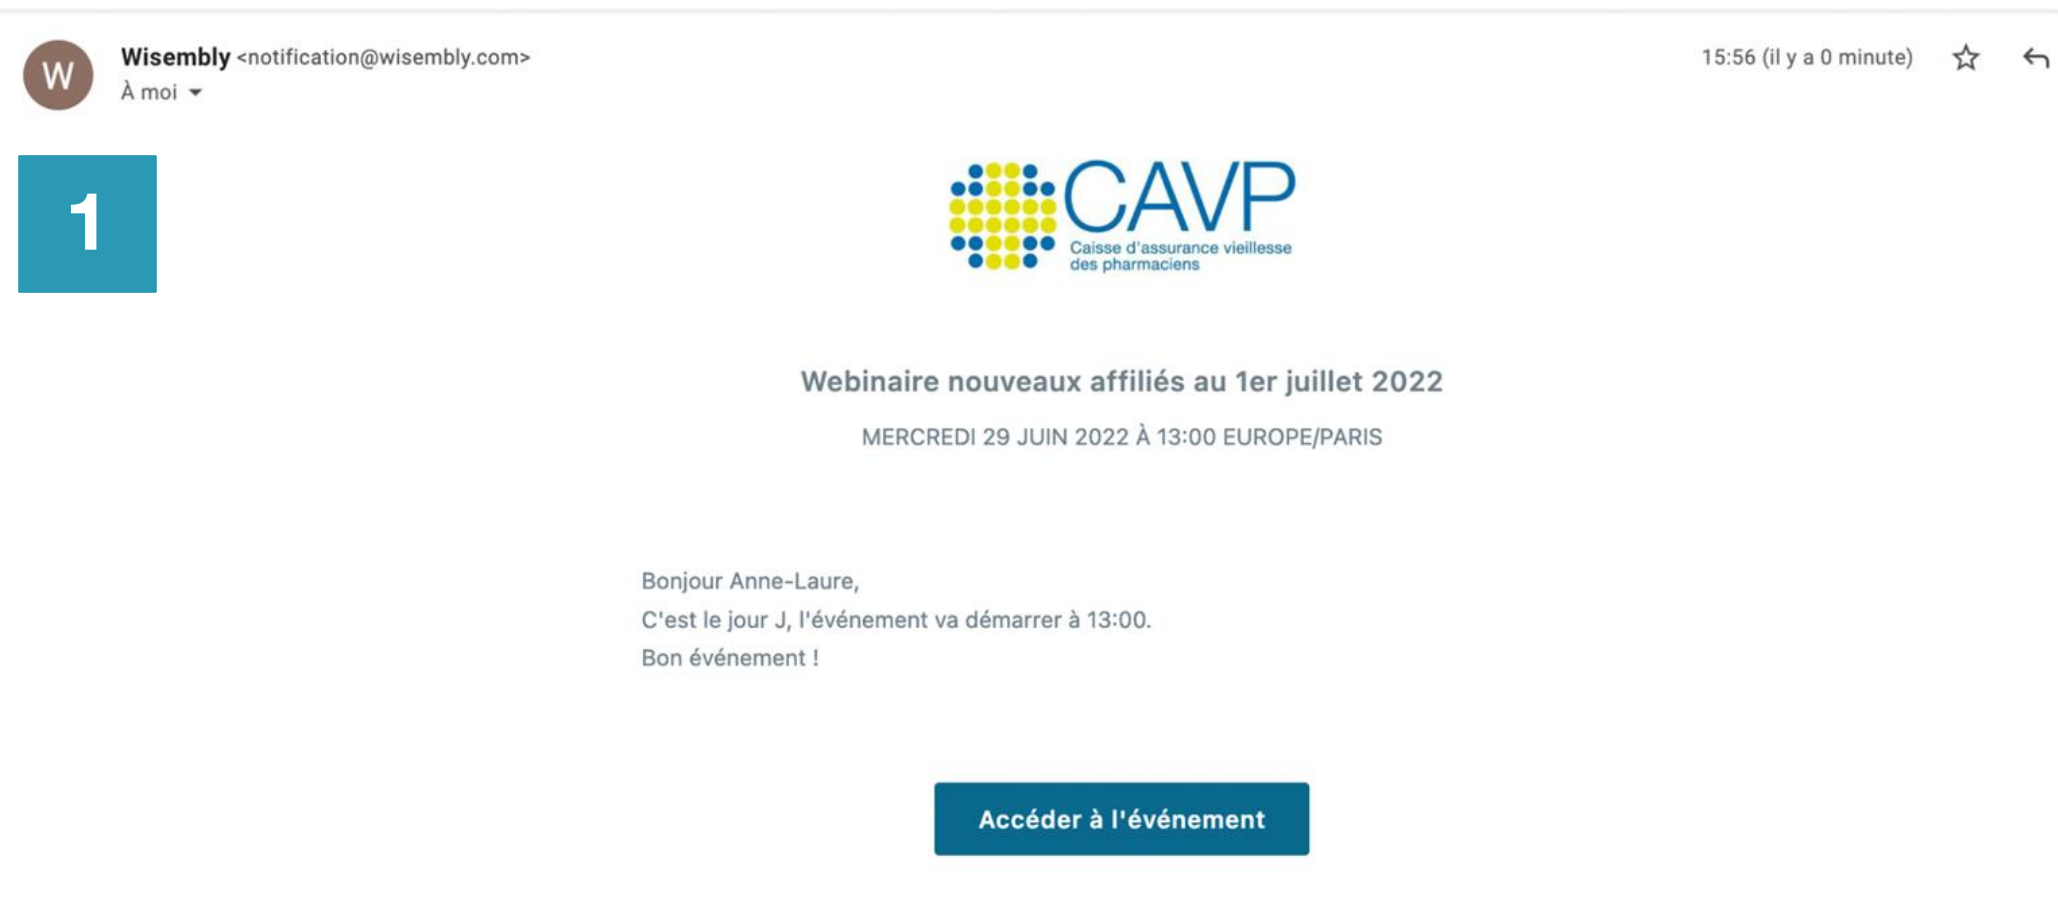 Wisembly <notification@wisembly.com>
15:56 (il y a 0 minute)
W
À moi
1
CAVP
Caisse d'assurance vieillesse
des pharmaciens
Webinaire nouveaux affiliés au 1er juillet 2022
MERCREDI 29 JUIN 2022 À 13:00 EUROPE/PARIS
Bonjour Anne-Laure,
C'est le jour J, l'événement va démarrer à 13:00.
Bon événement !
Accéder à l'événement